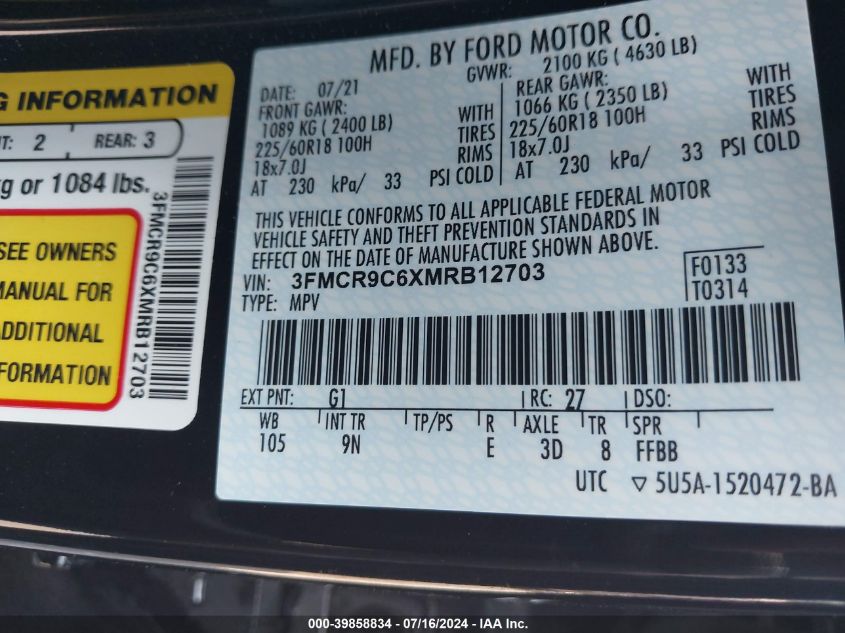 G INFORMATION
T: 2 REAR: 3
kg or 1084 lbs.
SEE OWNERS
MANUAL FOR
ADDITIONAL
FORMATION
3FMCR9C6XMRB12703
MFD. BY FORD MOTOR CO.
DATE: 07/21 GVWR: 2100 KG ( 4630 LB)
FRONT GAWR: REAR GAWR:
1089 KG ( 2400 LB) WITH 1066 KG ( 2350 LB) WITH
225/60R18 100H TIRES 225/60R18 100H TIRES
18x7.0J RIMS 18x7.0J RIMS
AT 230 kPa/ 33 PSI COLD AT 230 kPa/ 33 PSI COLD
THIS VEHICLE CONFORMS TO ALL APPLICABLE FEDERAL MOTOR
VEHICLE SAFETY AND THEFT PREVENTION STANDARDS IN
EFFECT ON THE DATE OF MANUFACTURE SHOWN ABOVE.
VIN: 3FMCR9C6XMRB12703 F0133
TYPE: MPV T0314
EXT PNT: G1 RC: 27 DSO:
WB INT TR TP/PS R AXLE TR SPR
105 9N E 3D 8 FFBB
UTC ▽ 5U5A-1520472-BA
000-39858834 - 07/16/2024 - IAA Inc.